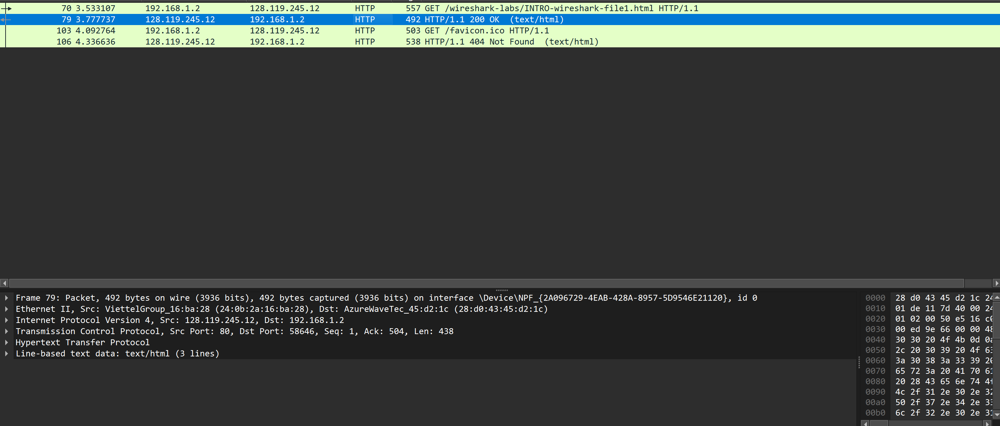 70 3.533107 192.168.1.2 128.119.245.12 HTTP 557 GET /wireshark-labs/INTRO-wireshark-file1.html HTTP/1.1
79 3.777737 128.119.245.12 192.168.1.2 HTTP 492 HTTP/1.1 200 OK (text/html)
103 4.092764 192.168.1.2 128.119.245.12 HTTP 503 GET /favicon.ico HTTP/1.1
106 4.336636 128.119.245.12 192.168.1.2 HTTP 538 HTTP/1.1 404 Not Found (text/html)
Frame 79: Packet, 492 bytes on wire (3936 bits), 492 bytes captured (3936 bits) on interface \Device\NPF_{2A096729-4EAB-428A-8957-5D9546E21120}, id 0
Ethernet II, Src: ViettelGroup_16:ba:28 (24:0b:2a:16:ba:28), Dst: AzureWaveTec_45:d2:1c (28:d0:43:45:d2:1c)
Internet Protocol Version 4, Src: 128.119.245.12, Dst: 192.168.1.2
Transmission Control Protocol, Src Port: 80, Dst Port: 58646, Seq: 1, Ack: 504, Len: 438
Hypertext Transfer Protocol
Line-based text data: text/html (3 lines)
0000 28 d0 43 45 d2 1c 24
0010 01 de 11 7d 40 00 24
0020 01 02 00 50 e5 16
0030 00 ed 9e 66 00 00 48
0040 30 30 20 4f 4b 0d 0a
0050 2c 20 30 39 20 4f 63
0060 3a 30 38 3a 33 39 20
0070 65 72 3a 20 41 70 61
0080 20 28 43 65 6e 74 4f
0090 4c 2f 31 2e 30 2e 32
00a0 50 2f 37 2e 34 2e 33
00b0 6c 2f 32 2e 30 2e 31